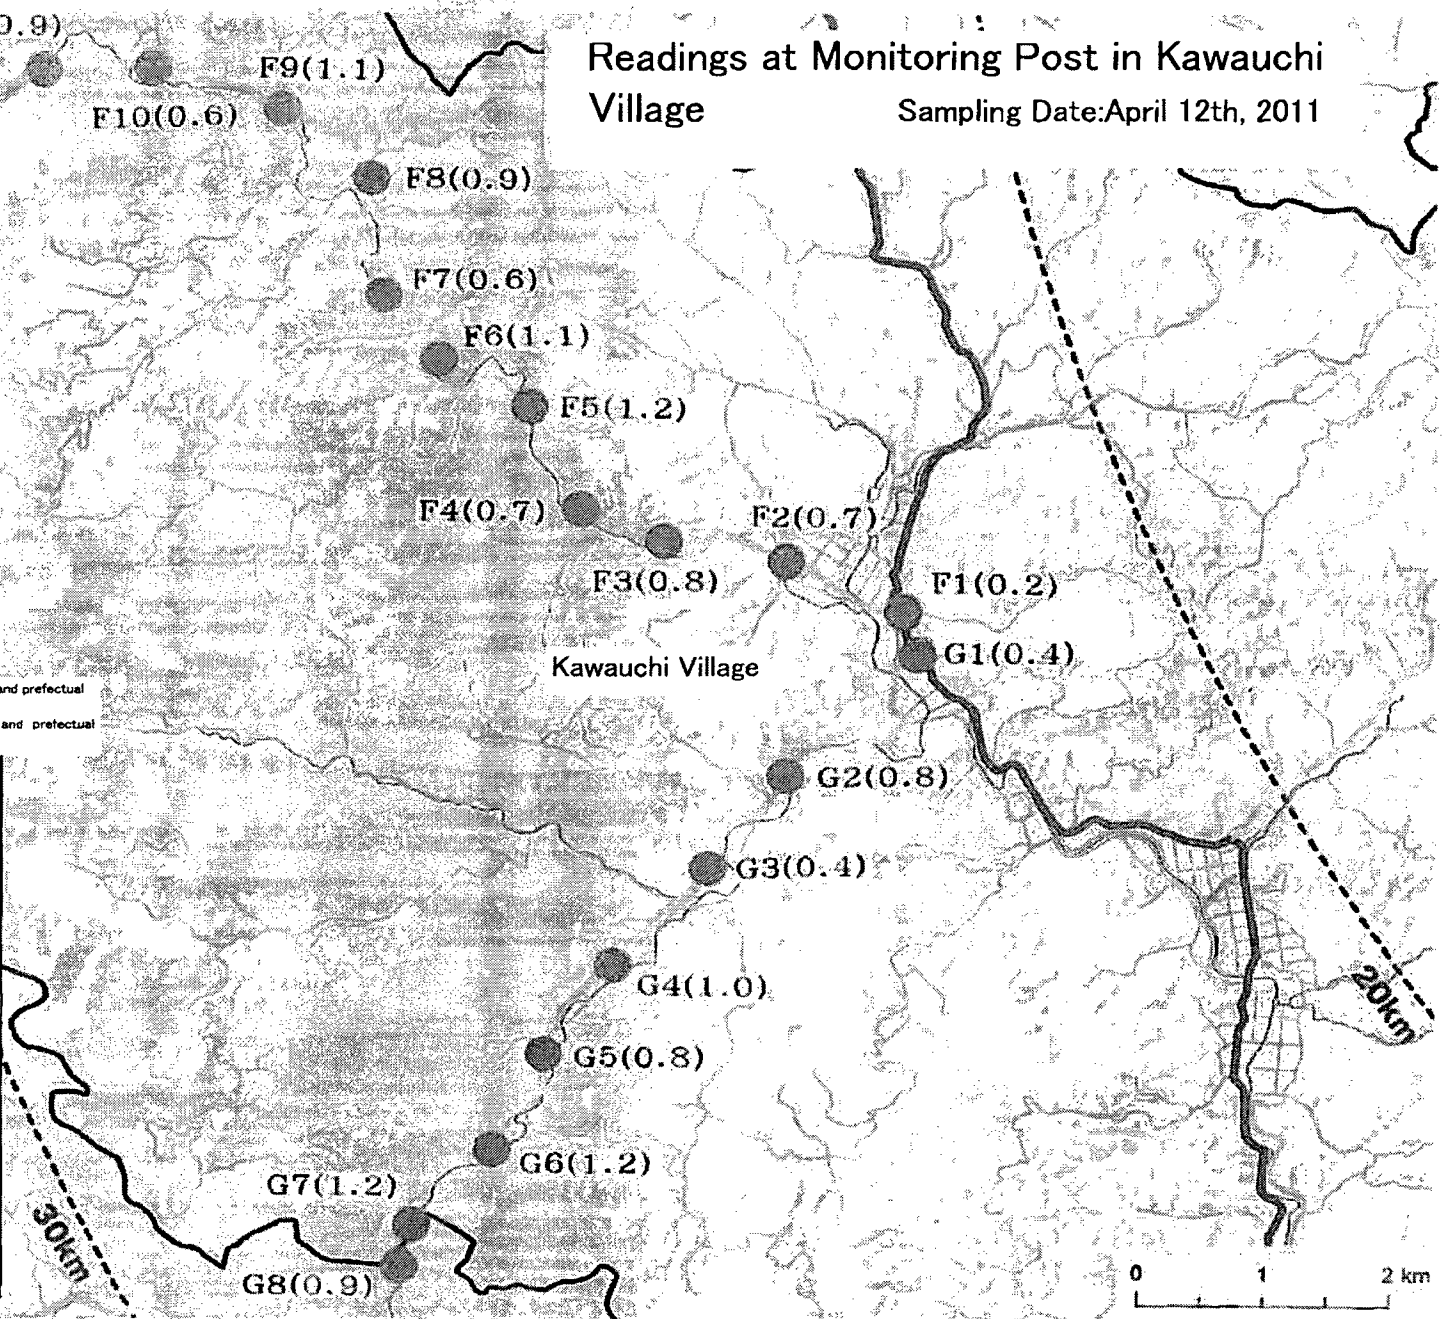 0.9)
Readings at Monitoring Post in Kawauchi
Village
Sampling Date:April 12th, 2011
F9(1.1)
F10(0.6)
F8(0.9)
F7(0.6)
F6(1.1)
F5(1.2)
F4(0.7)
F2(0.7)
F3(0.8)
F1(0.2)
G1(0.4)
Kawauchi Village
and prefectual
and prefectual
G2(0.8)
G3(0.4)
G4(1.0)
20km
G5(0.8)
G6(1.2)
G7(1.2)
30km
G8(0.9)
0 1 2 km